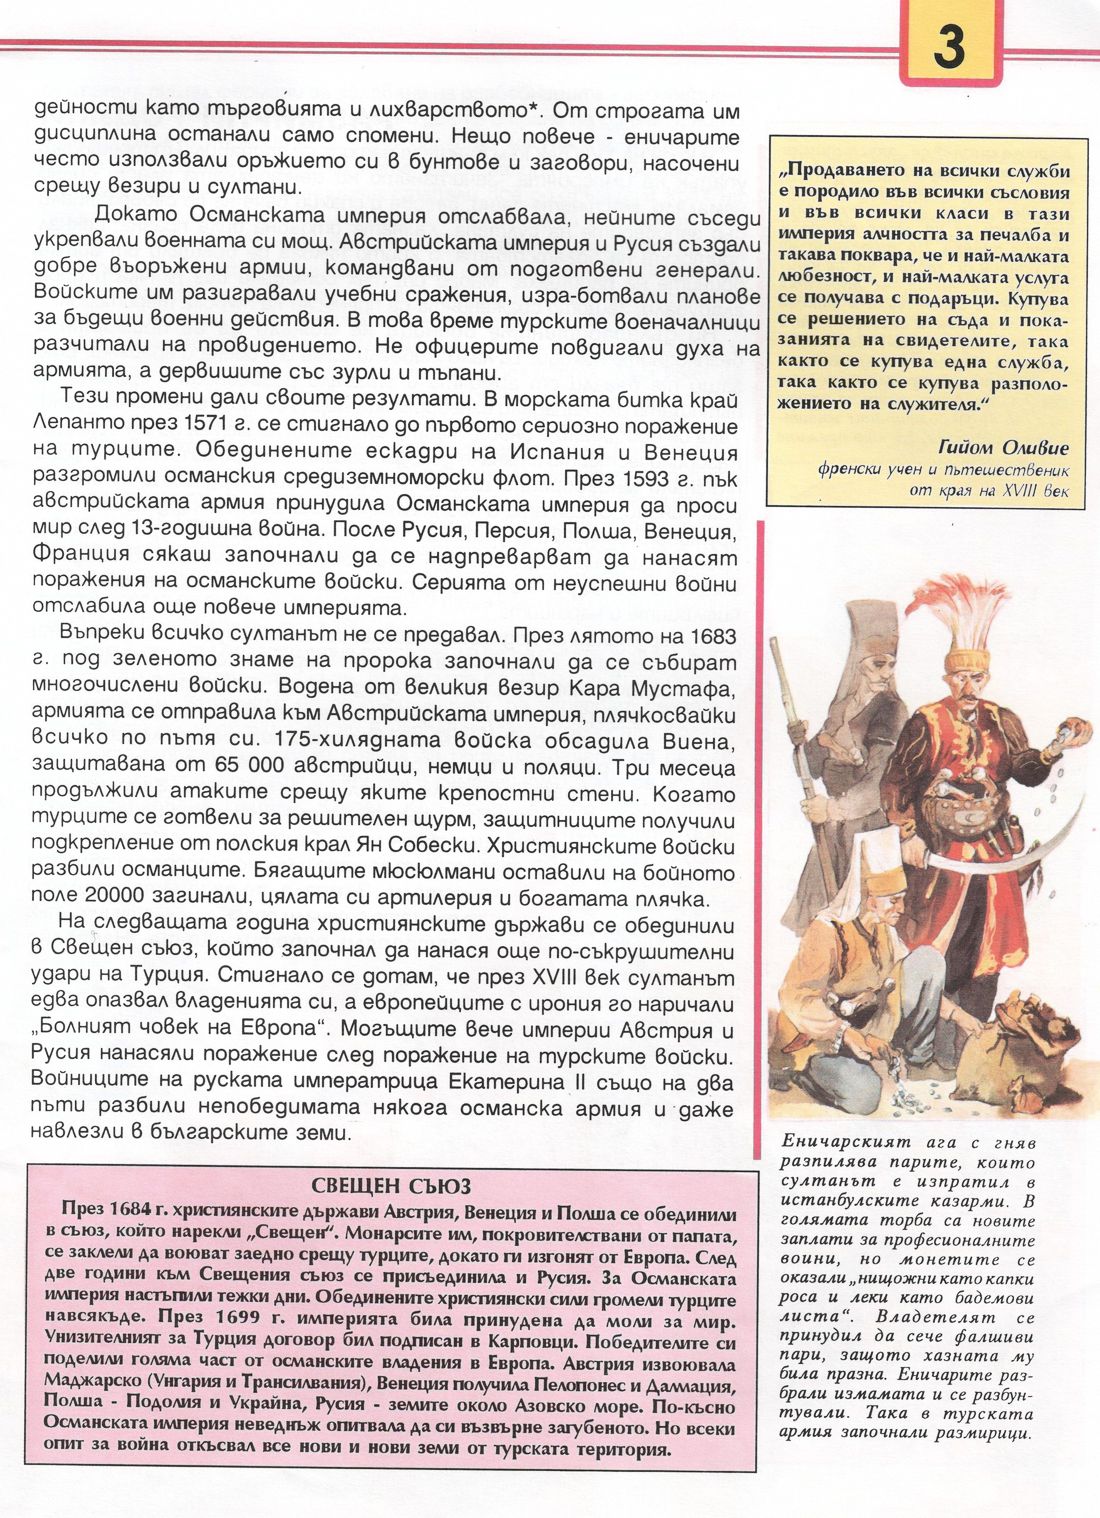 3
дейности като търговията и лихварството*. От строгата им
дисциплина останали само спомени. Нещо повече - еничарите
често използвали оръжието си в бунтове и заговори, насочени
срещу везири и султани.
Докато Османската империя отслабвала, нейните съседи
укрепвали военната си мощ. Австрийската империя и Русия създали
добре въоръжени армии, командвани от подготвени генерали.
Войските им разигравали учебни сражения, изра-ботвали планове
за бъдещи военни действия. В това време турските военачалници
разчитали на провидението. Не офицерите повдигали духа на
армията, а дервишите със зурли и тъпани.
Тези промени дали своите резултати. В морската битка край
Лепанто през 1571 г. се стигнало до първото сериозно поражение
на турците. Обединените ескадри на Испания и Венеция
разгромили османския средиземноморски флот. През 1593 г. пък
австрийската армия принудила Османската империя да проси
мир след 13-годишна война. После Русия, Персия, Полша, Венеция,
Франция сякаш започнали да се надпреварват да нанасят
поражения на османските войски. Серията от неуспешни войни
отслабила още повече империята.
Въпреки всичко султанът не се предавал. През лятото на 1683
г. под зеленото знаме на пророка започнали да се събират
многочислени войски. Водена от великия везир Кара Мустафа,
армията се отправила към Австрийската империя, плячкосвайки
всичко по пътя си. 175-хилядната войска обсадила Виена,
защитавана от 65 000 австрийци, немци и поляци. Три месеца
продължили атаките срещу яките крепостни стени. Когато
турците се готвели за решителен щурм, защитниците получили
подкрепление от полския крал Ян Собески. Християнските войски
разбили османците. Бягащите мюсюлмани оставили на бойното
поле 20000 загинали, цялата си артилерия и богатата плячка.
На следващата година християнските държави се обединили
в Свещен съюз, който започнал да нанася още по-съкрушителни
удари на Турция. Стигнало се дотам, че през XVIII век султанът
едва опазвал владенията си, а европейците с ирония го наричали
„Болният човек на Европа“. Могъщите вече империи Австрия и
Русия нанасяли поражение след поражение на турските войски.
Войниците на руската императрица Екатерина II също на два
пъти разбили непобедимата някога османска армия и даже
навлезли в българските земи.
СВЕЩЕН СЪЮЗ
През 1684 г. християнските държави Австрия, Венеция и Полша се обединили
в съюз, който нарекли „Свещен“. Монарсите им, покровителствани от папата,
се заклели да воюват заедно срещу турците, докато ги изгонят от Европа. След
две години към Свещения съюз се присъединила и Русия. За Османската
империя настъпили тежки дни. Обединените християнски сили громели турците
навсякъде. През 1699 г. империята била принудена да моли за мир.
Унизителният за Турция договор бил подписан в Карловци. Победителите си
поделили голяма част от османските владения в Европа. Австрия извоювала
Маджарско (Унгария и Трансилвания), Венеция получила Пелопонес и Далмация,
Полша - Подолия и Украйна, Русия - земите около Азовско море. По-късно
Османската империя неведнъж опитвала да си възвърне загубеното. Но всеки
опит за война откъсвал все нови и нови земи от турската територия.
„Продаването на всички служби
е породило във всички съсловия
и във всички класи в тази
империя алчността за печалба и
такава поквара, че и най-малката
любезност, и най-малката услуга
се получава с подаръци. Купува
се решението на съда и пока-
занията на свидетелите, така
както се купува една служба,
така както се купува разполо-
жението на служителя.“
Гийом Оливие
френски учен и пътешественик
от края на XVIII век
Еничарският ага с гняв
разпилява парите, които
султанът е изпратил в
истанбулските казарми. В
голямата торба са новите
заплати за професионалните
воини, но монетите се
оказали „нищожни като капки
роса и леки като бадемови
листа“. Владетелят се
принудил да сече фалшиви
пари, защото хазната му
била празна. Еничарите раз-
брали измамата и се разбун-
тували. Така в турската
армия започнали размирици.